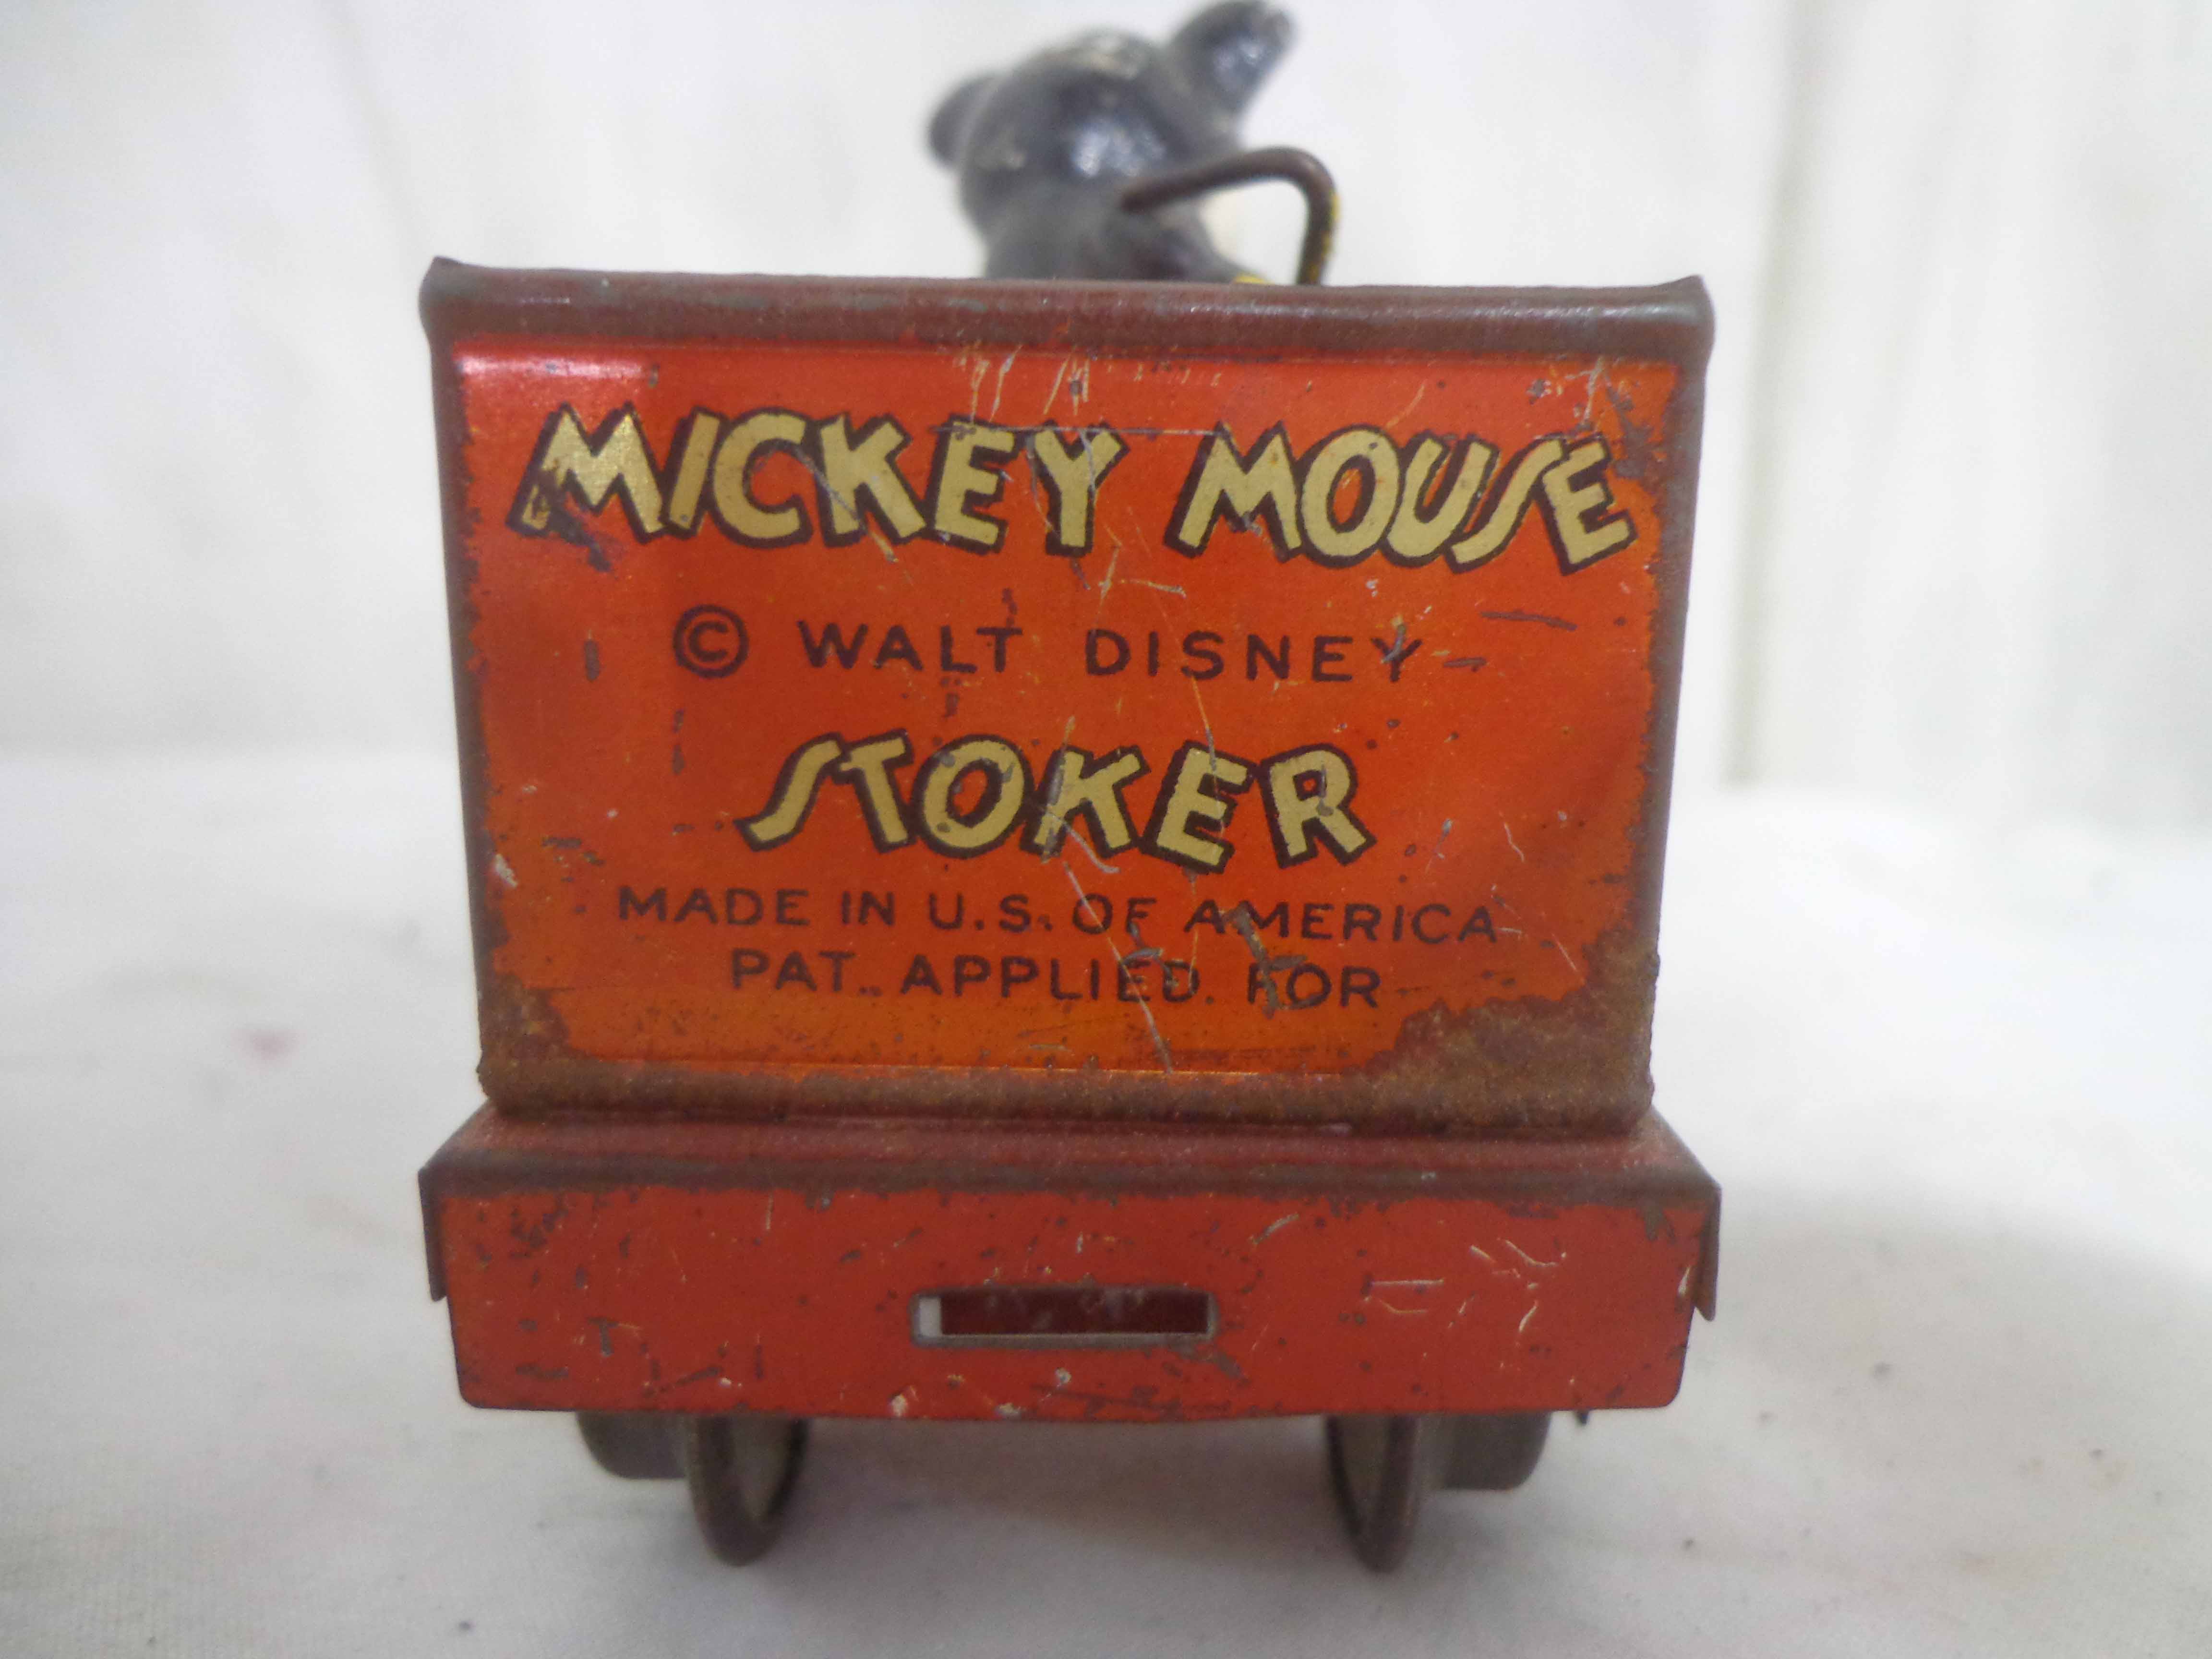 MICKEY MOUSE
© WALT DISNEY
STOKER
MADE IN U.S. OF AMERICA
PAT. APPLIED. FOR